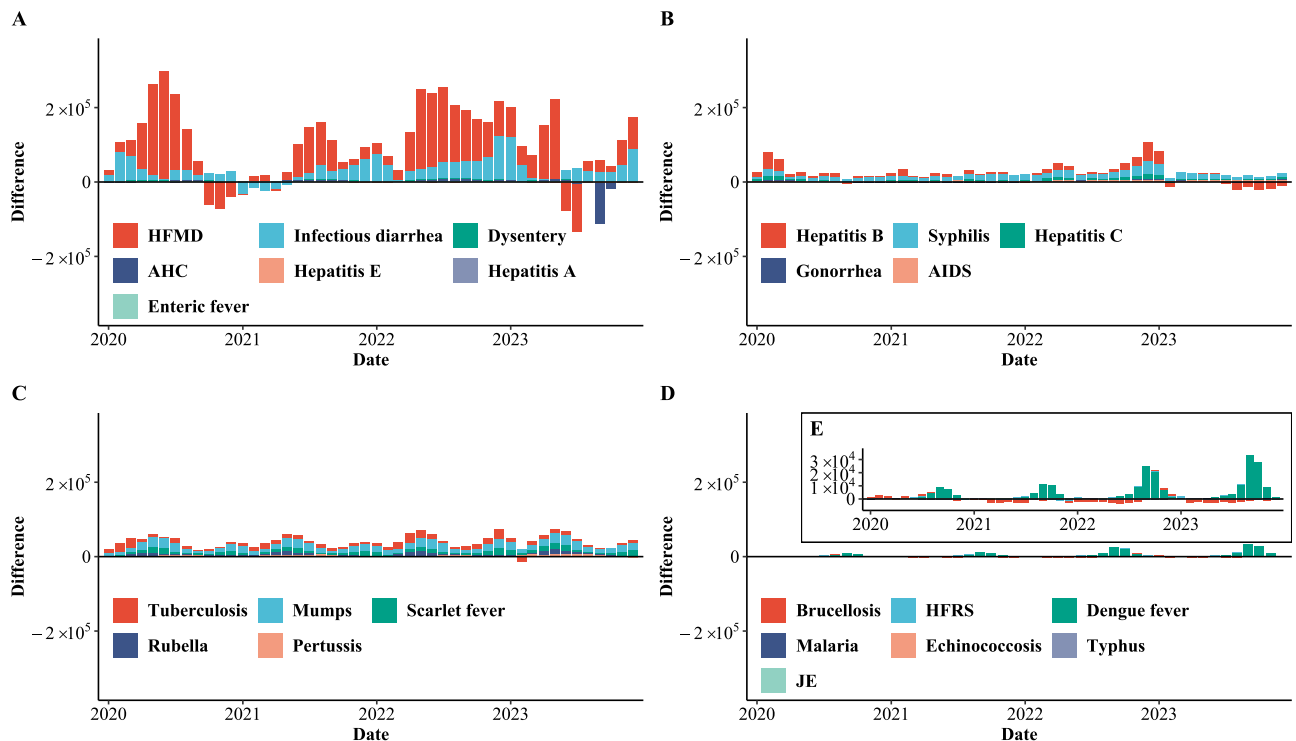 A
Difference
2 ×10⁵
0
− 2 ×10⁵
HFMD
Infectious diarrhea
Dysentery
AHC
Hepatitis E
Hepatitis A
Enteric fever
2020
2021
2022
2023
Date
B
Difference
2 ×10⁵
0
− 2 ×10⁵
Hepatitis B
Syphilis
Hepatitis C
Gonorrhea
AIDS
2020
2021
2022
2023
Date
C
Difference
2 ×10⁵
0
− 2 ×10⁵
Tuberculosis
Mumps
Scarlet fever
Rubella
Pertussis
2020
2021
2022
2023
Date
D
Difference
2 ×10⁵
0
− 2 ×10⁵
E
3 ×10⁴
2 ×10⁴
1 ×10⁴
0
2020
2021
2022
2023
Brucellosis
HFRS
Dengue fever
Malaria
Echinococcosis
Typhus
JE
2020
2021
2022
2023
Date